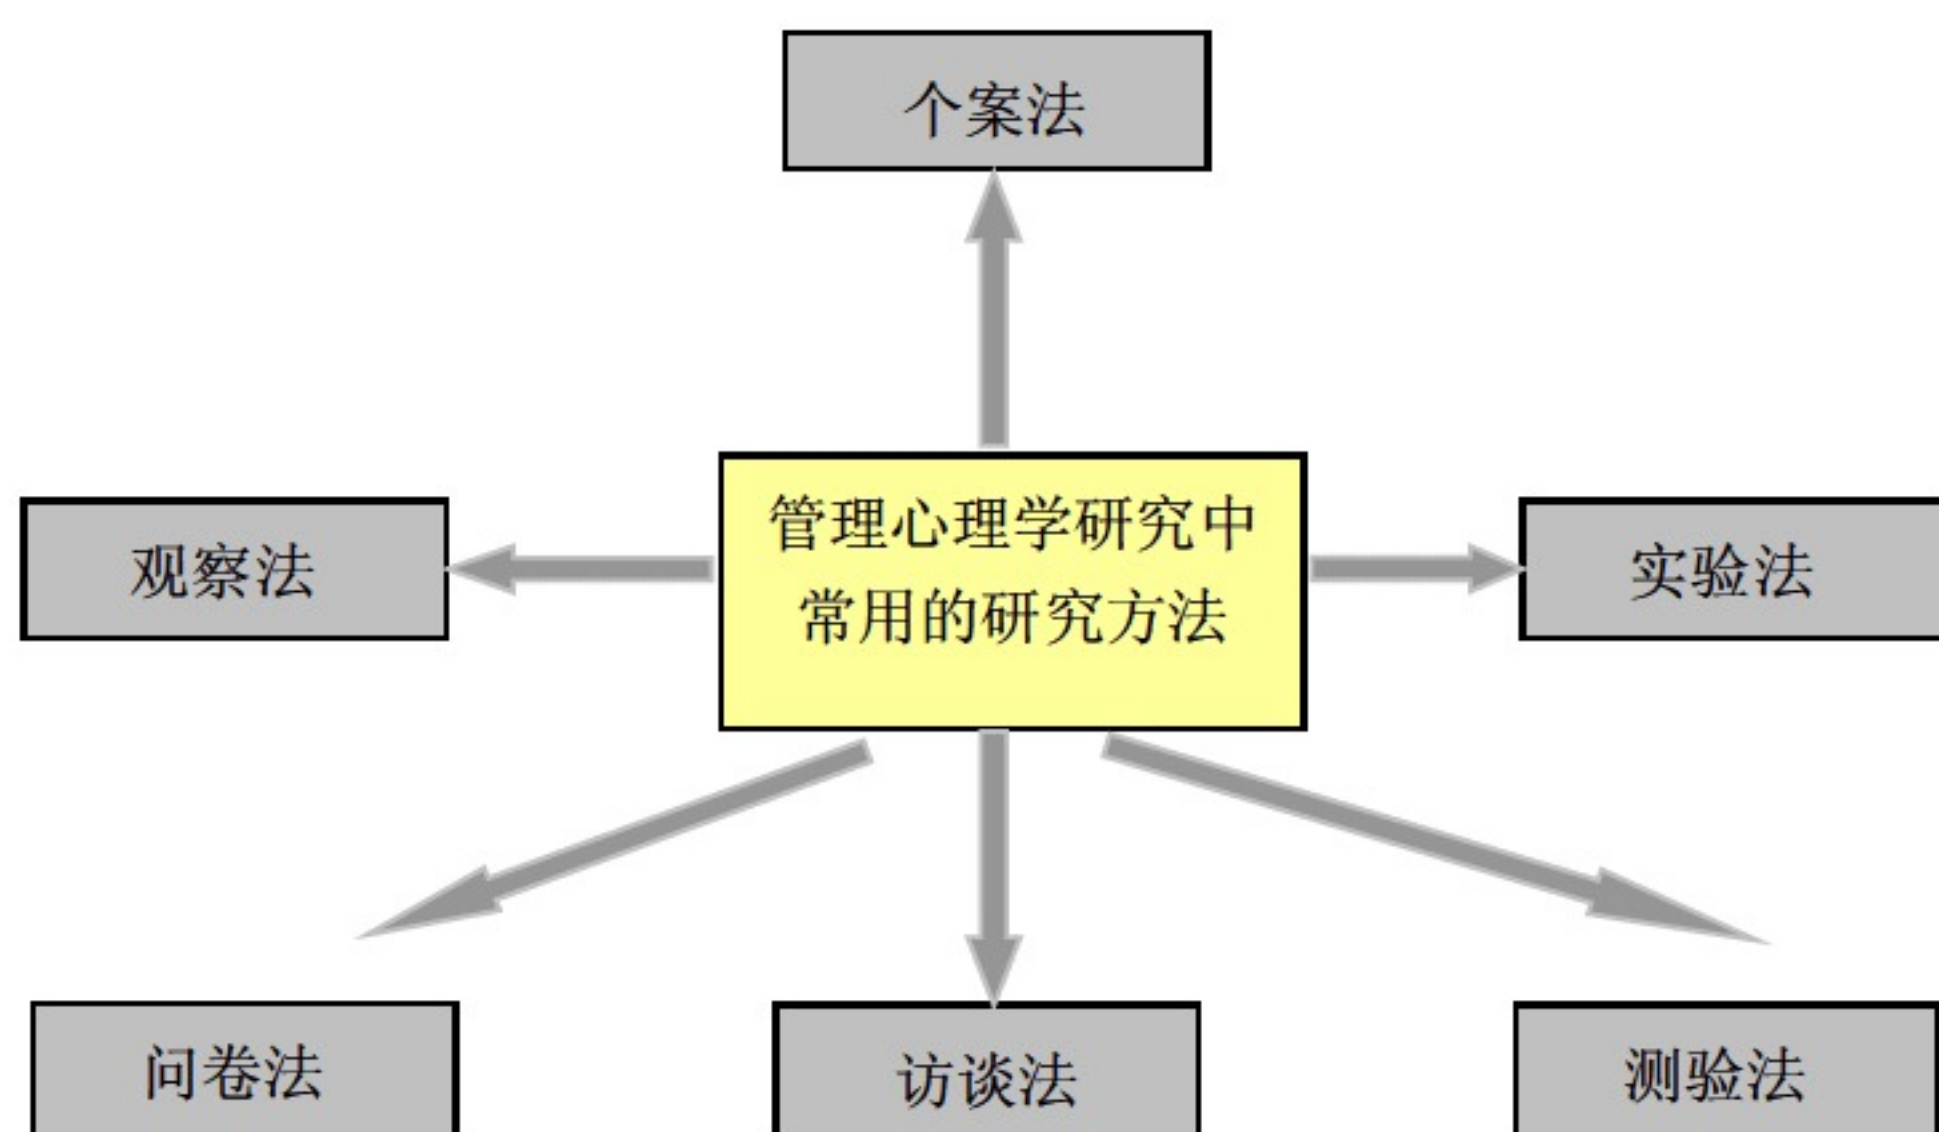 个案法
管理心理学研究中
常用的研究方法
观察法
实验法
问卷法
访谈法
测验法